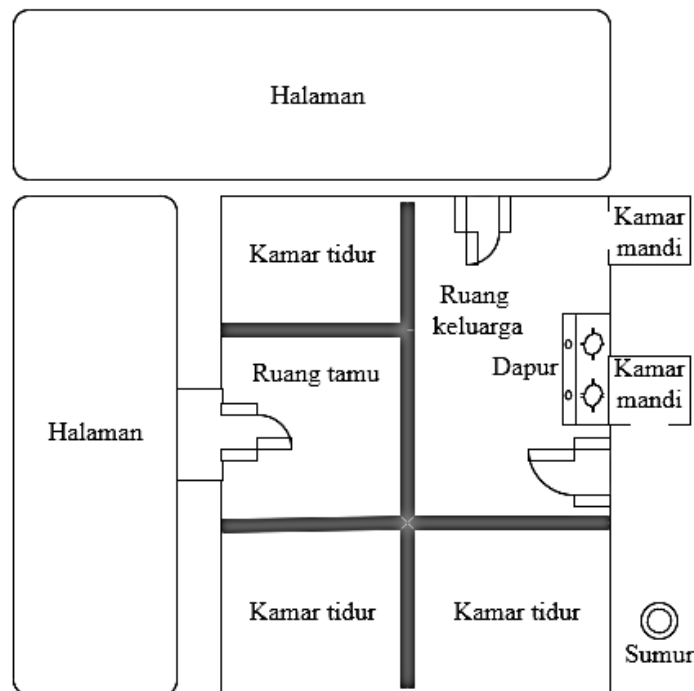 Halaman
Kamar
mandi
Kamar tidur
Ruang
keluarga
Ruang tamu
Dapur
Kamar
mandi
Halaman
Kamar tidur
Kamar tidur
Sumur